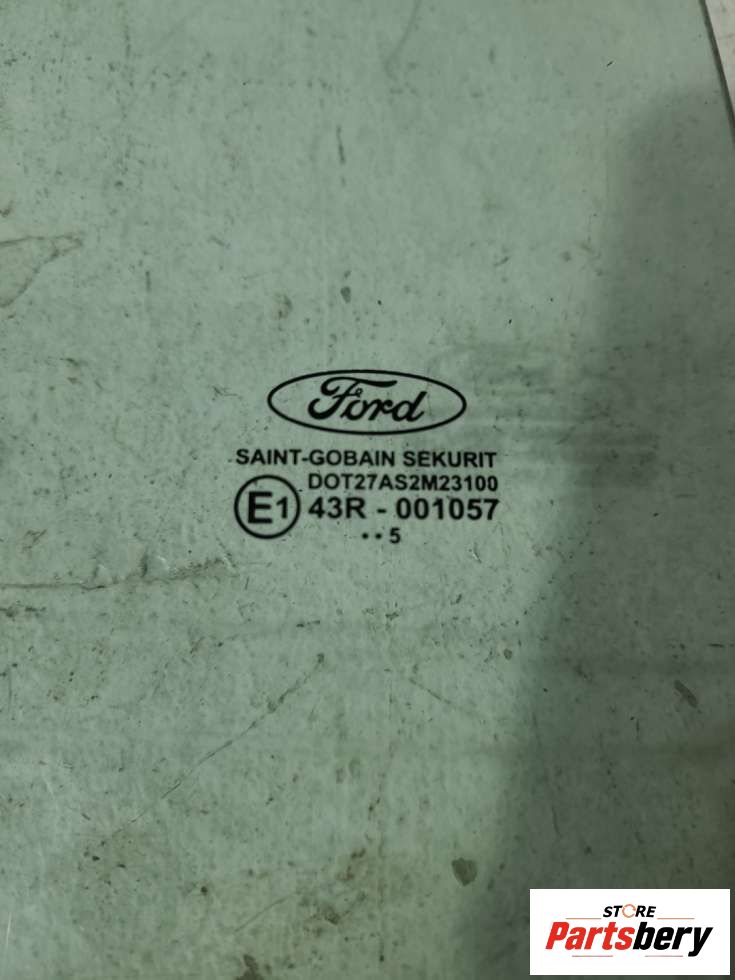 Ford
SAINT-GOBAIN SEKURIT
DOT27AS2M23100
E1 43R - 001057
••5
STORE
Partsbery